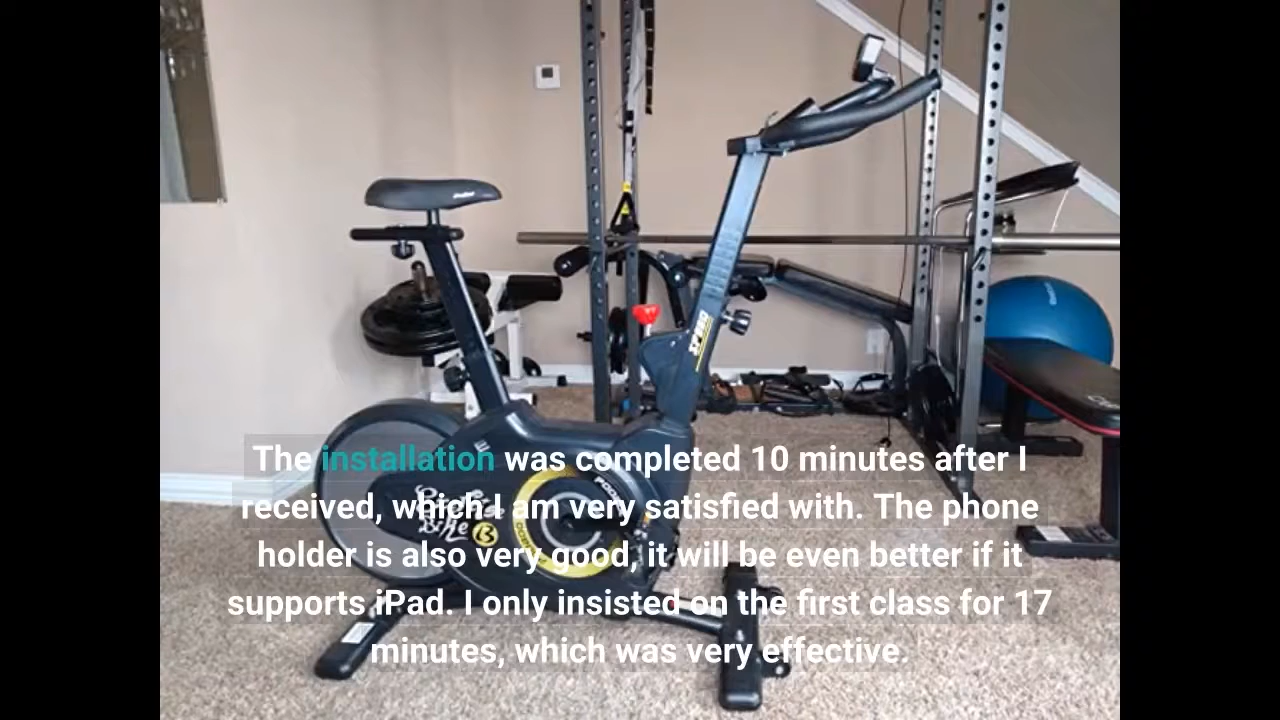 SPEED
The installation was completed 10 minutes after I
received, which I am very satisfied with. The phone
holder is also very good, it will be even better if it
supports iPad. I only insisted on the first class for 17
minutes, which was very effective.